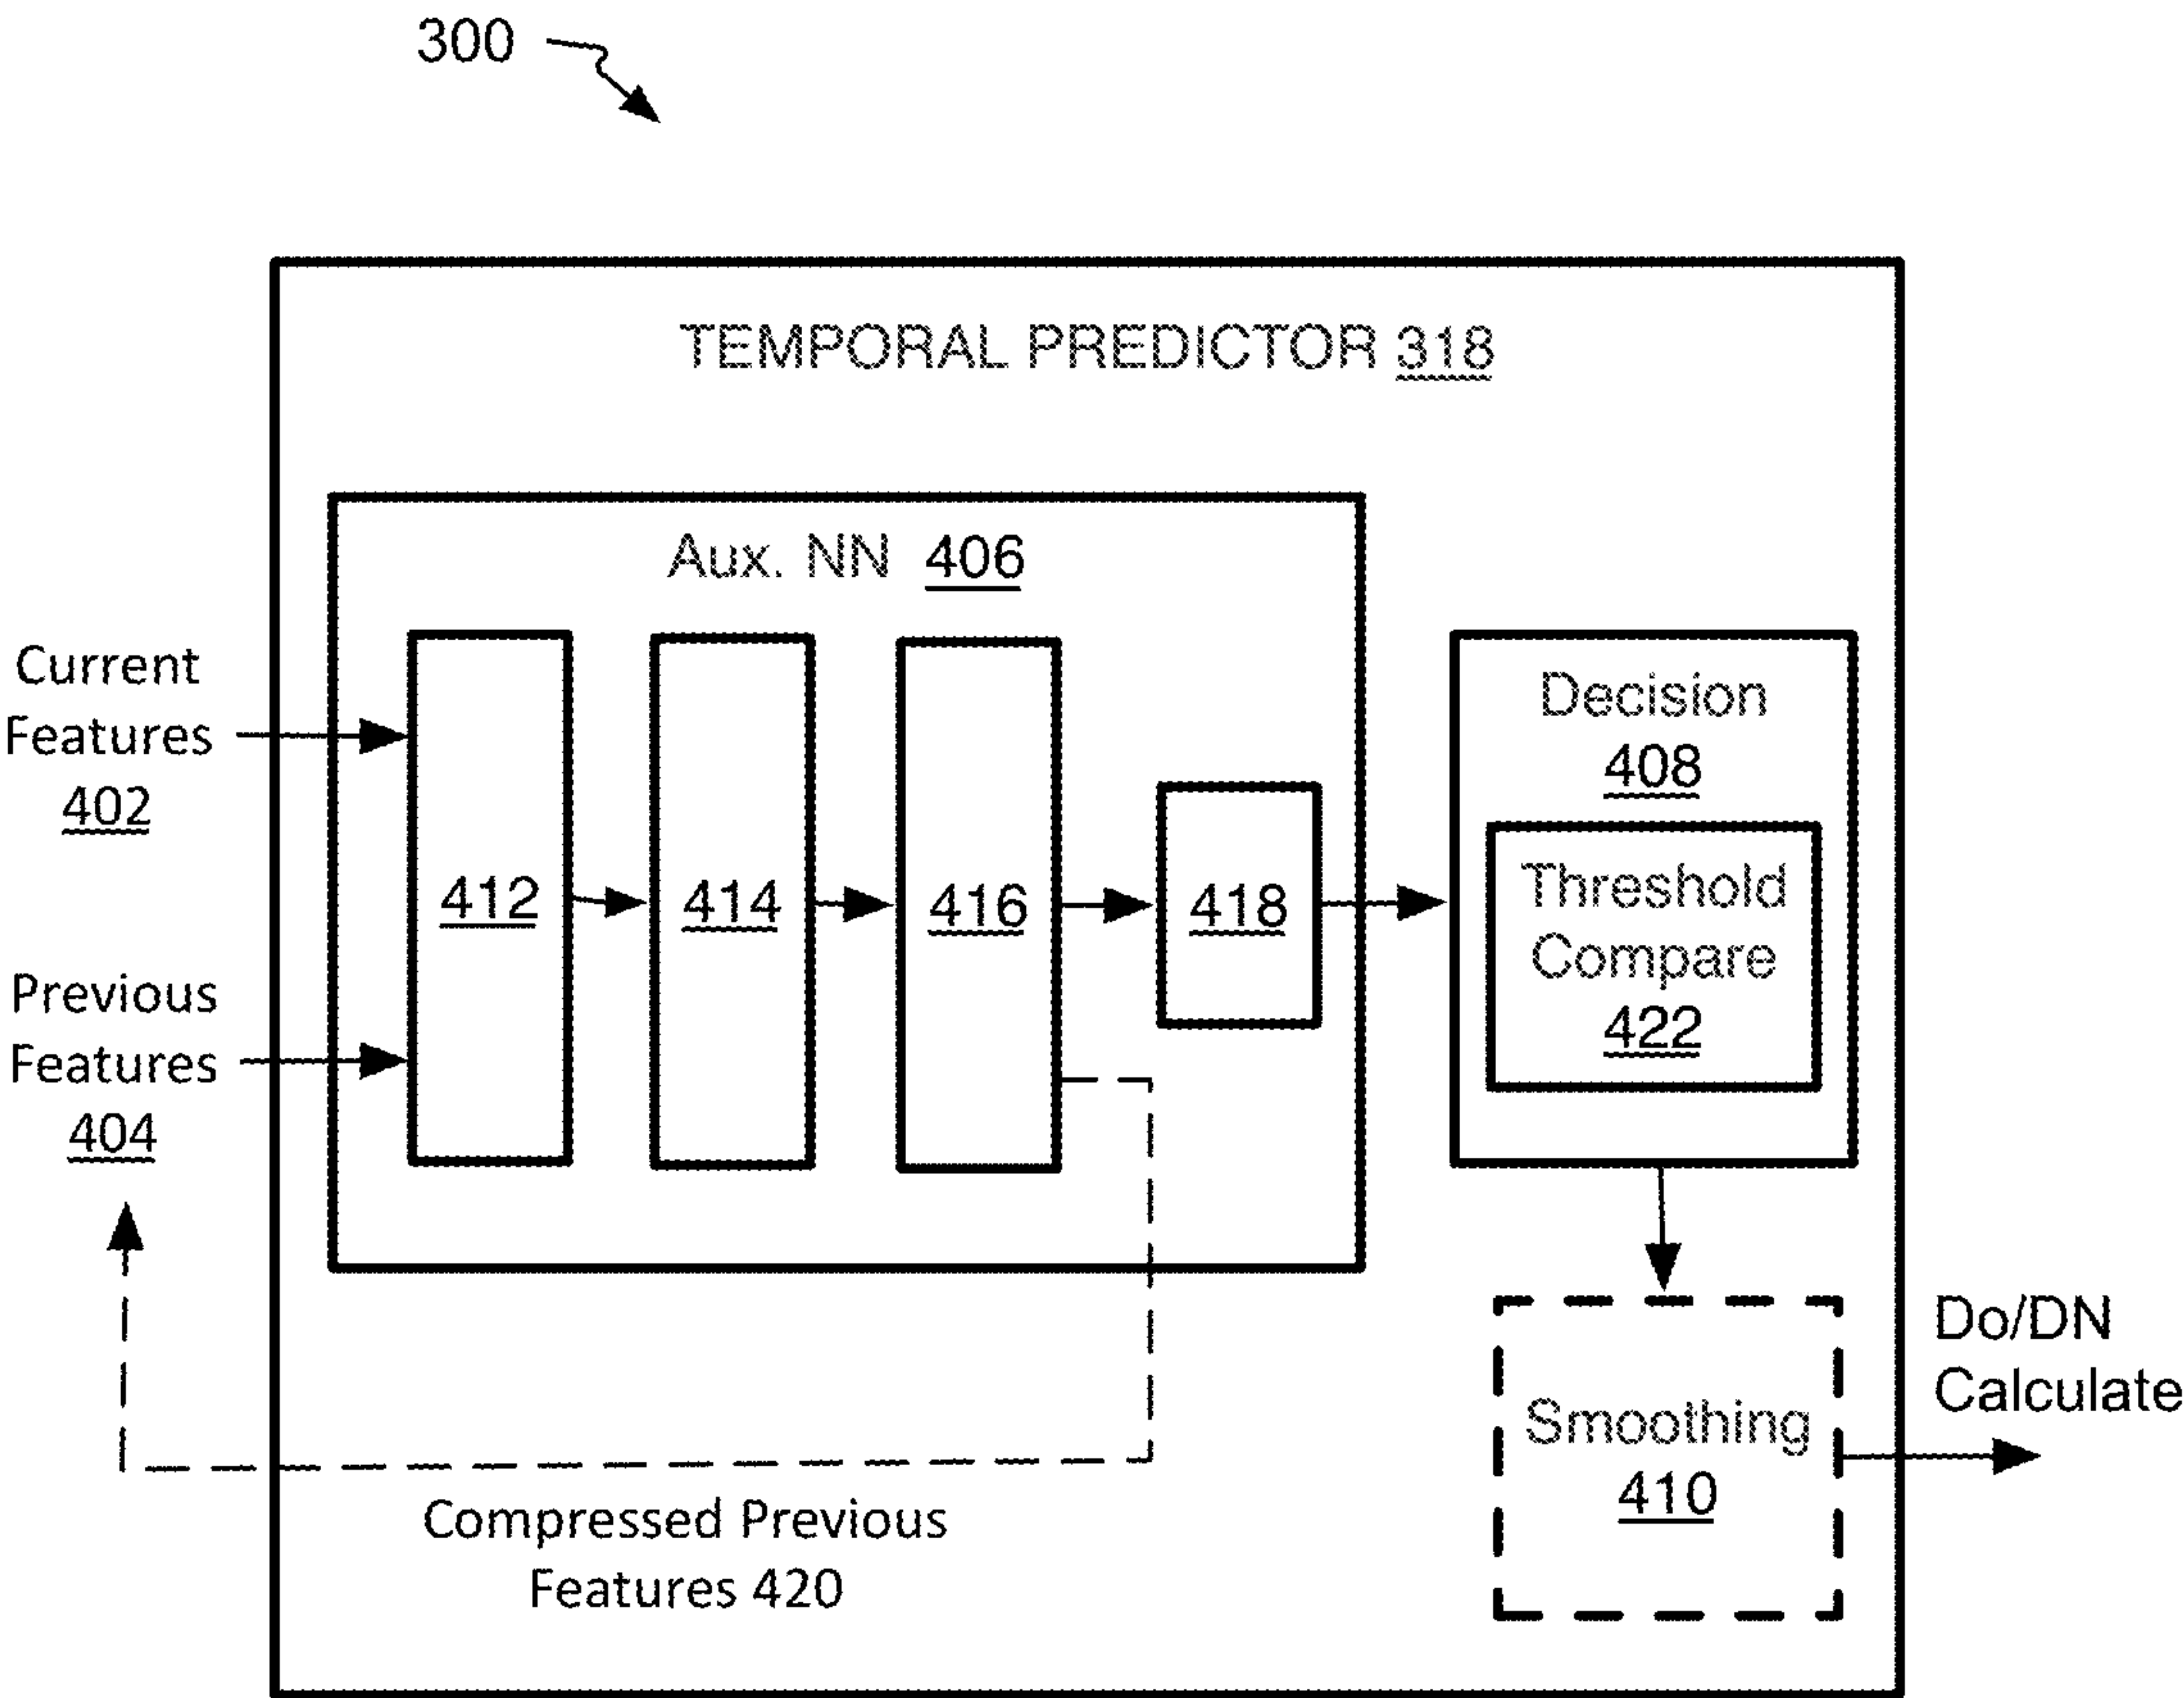 300
TEMPORAL PREDICTOR 318
Aux. NN 406
Current
Features
402
Previous
Features
404
412
414
416
418
Decision
408
Threshold
Compare
422
Smoothing
410
Do/DN
Calculate
Compressed Previous
Features 420